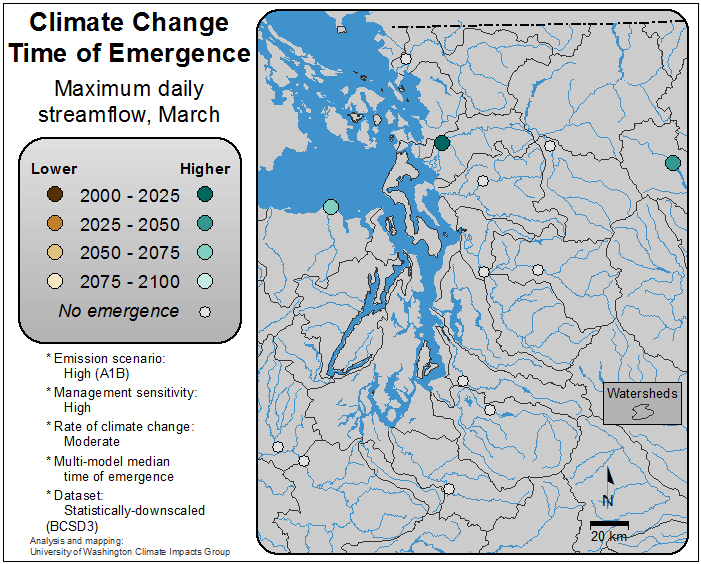 Climate Change
Time of Emergence
Maximum daily
streamflow, March
Lower Higher
2000 - 2025
2025 - 2050
2050 - 2075
2075 - 2100
No emergence
* Emission scenario:
High (A1B)
* Management sensitivity:
High
* Rate of climate change:
Moderate
* Multi-model median
time of emergence
* Dataset:
Statistically-downscaled
(BCSD3)
Analysis and mapping:
University of Washington Climate Impacts Group
Watersheds
N
20 km